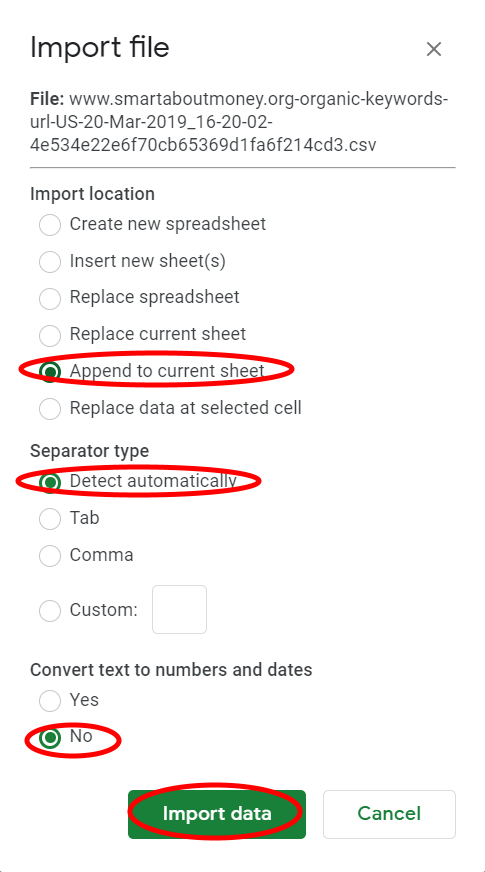 Import file
File: www.smartaboutmoney.org-organic-keywords-
url-US-20-Mar-2019_16-20-02-
4e534e22e6f70cb65369d1fa6f214cd3.csv
Import location
Create new spreadsheet
Insert new sheet(s)
Replace spreadsheet
Replace current sheet
Append to current sheet
Replace data at selected cell
Separator type
Detect automatically
Tab
Comma
Custom:
Convert text to numbers and dates
Yes
No
Import data Cancel